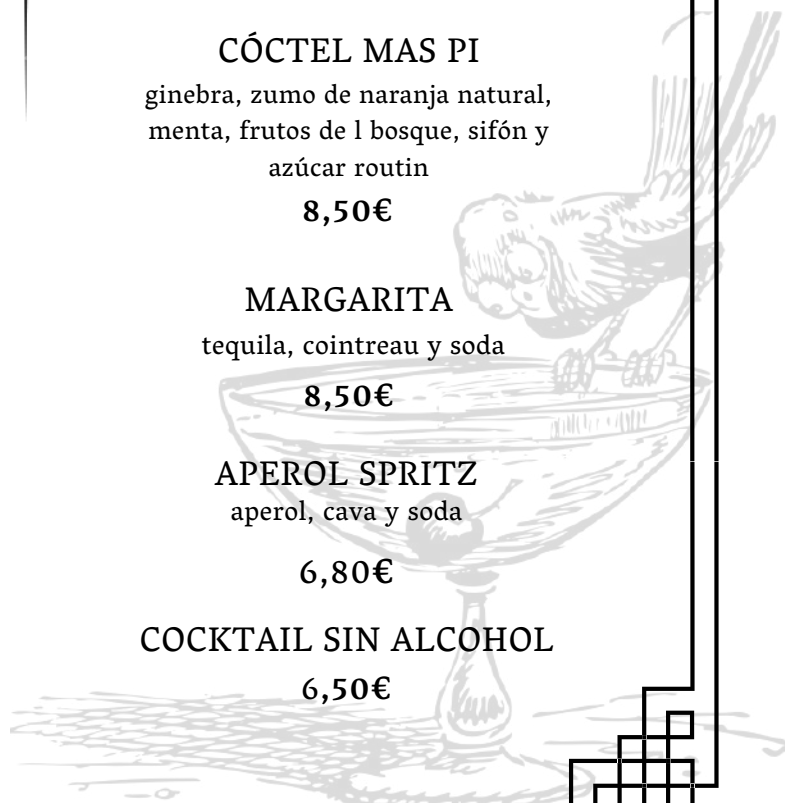 CÓCTEL MAS PI
ginebra, zumo de naranja natural,
menta, frutos de l bosque, sifón y
azúcar routin
8,50€
MARGARITA
tequila, cointreau y soda
8,50€
APEROL SPRITZ
aperol, cava y soda
6,80€
COCKTAIL SIN ALCOHOL
6,50€